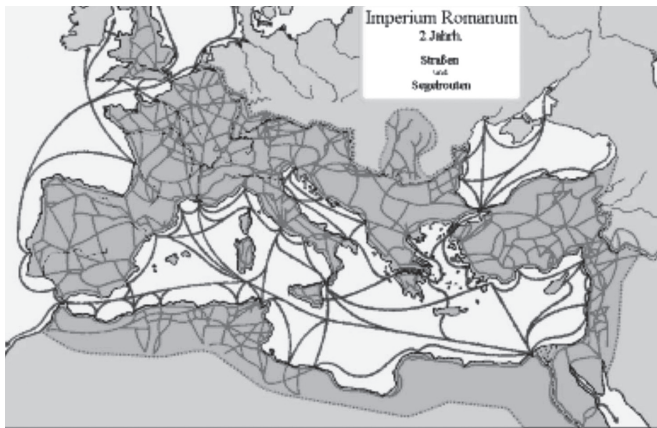 Imperium Romanum
2 Jahrh.
Straßen
und
Segelrouten